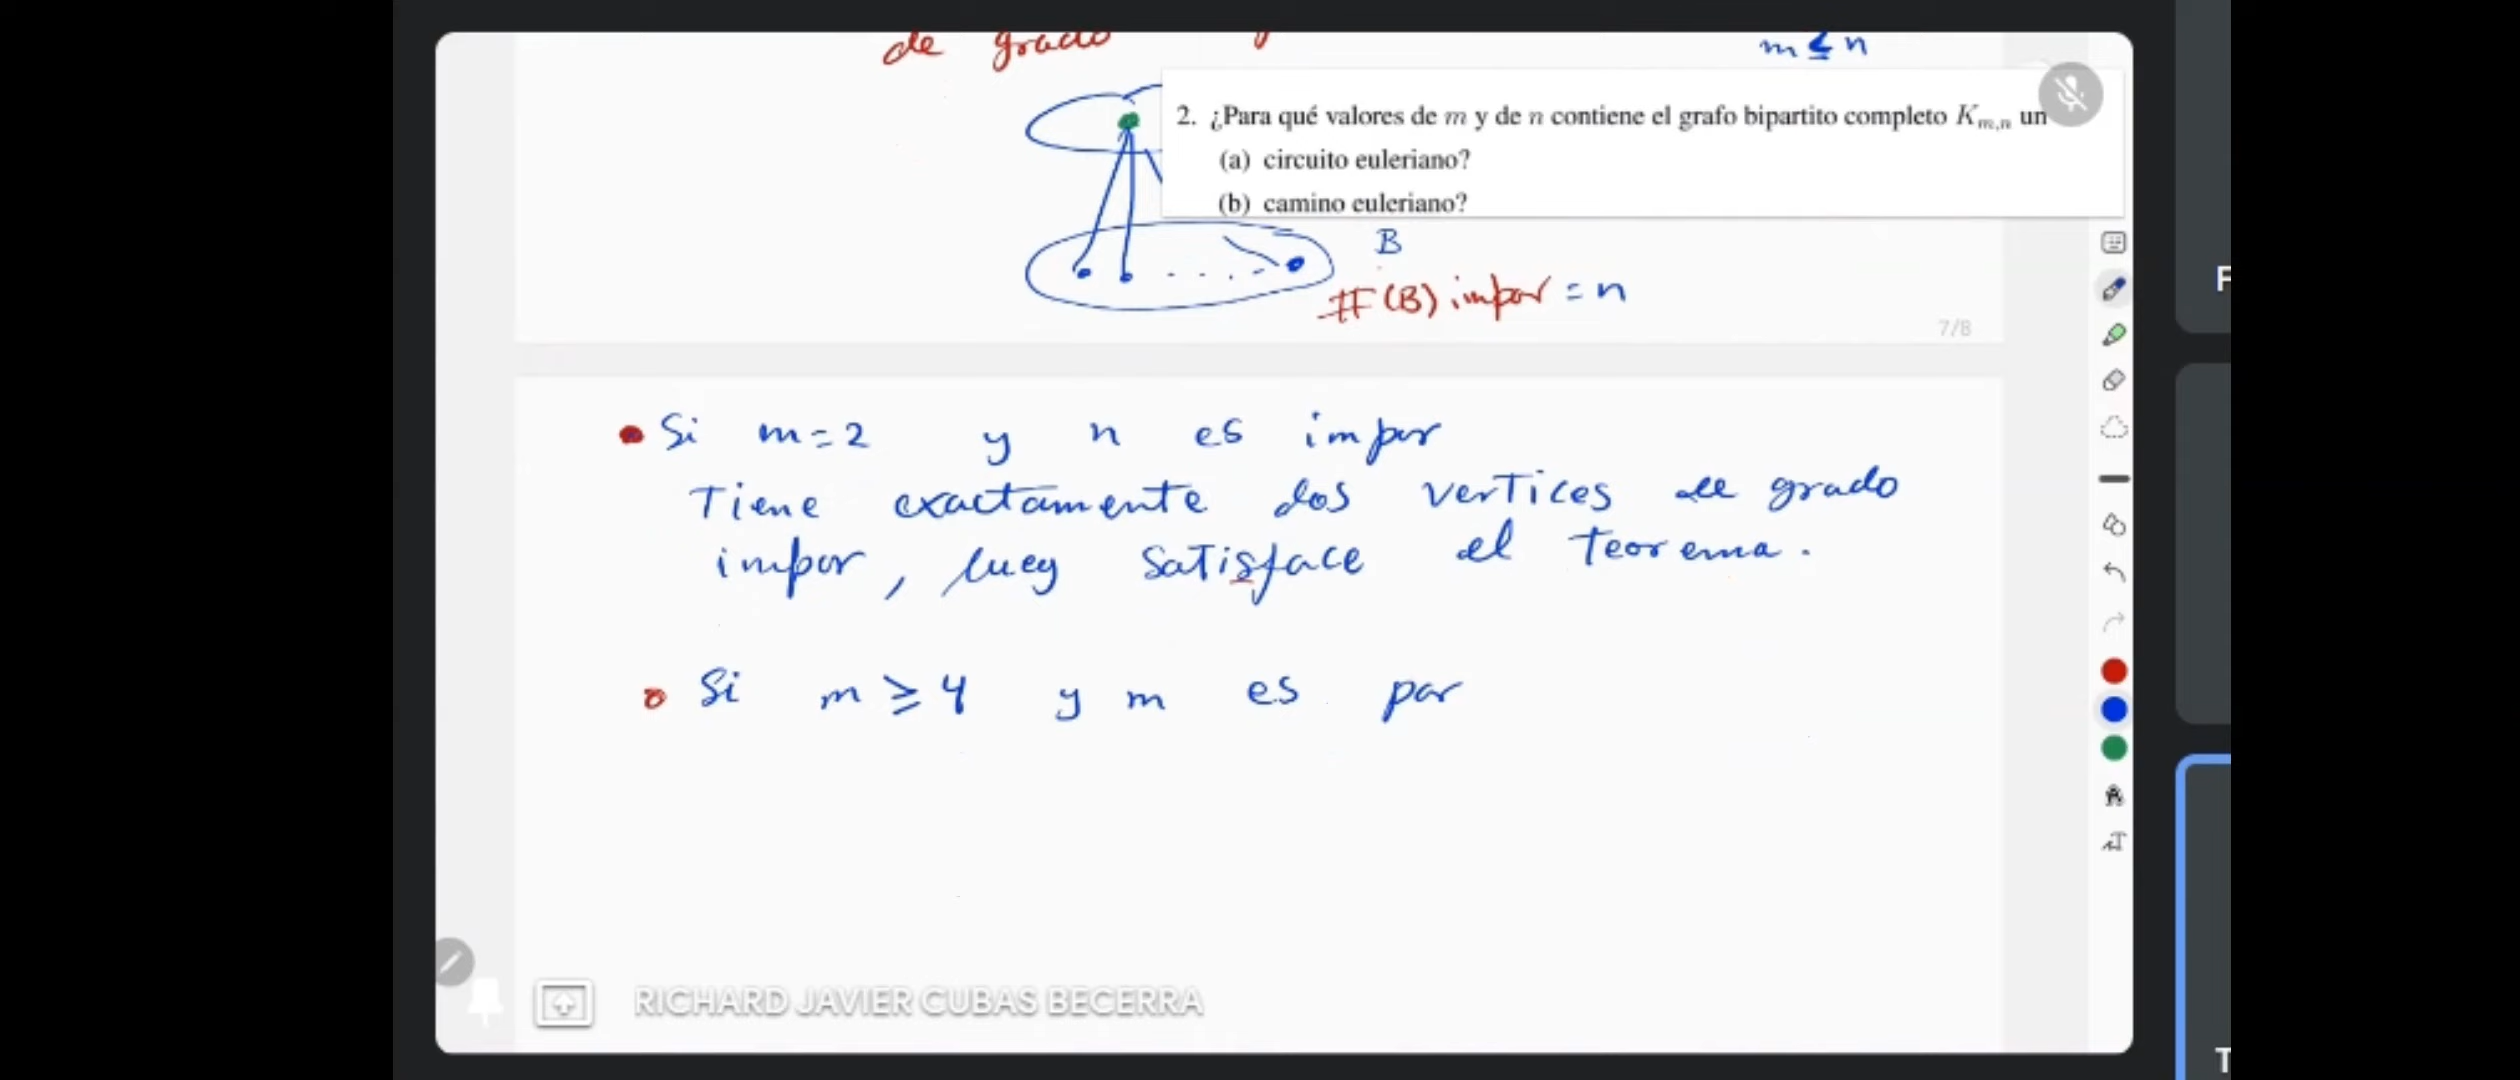 de grado
m ≤ n
2. ¿Para qué valores de m y de n contiene el grafo bipartito completo K_{m,n} un
(a) circuito euleriano?
(b) camino euleriano?
B
#(B) impar = n
7/8
• Si m=2 y n es impar
Tiene exactamente dos vertices de grado
impar, lueg satisface el teorema.
• Si m ≥ 4 y m es par
RICHARD JAVIER CUBAS BECERRA
F
T